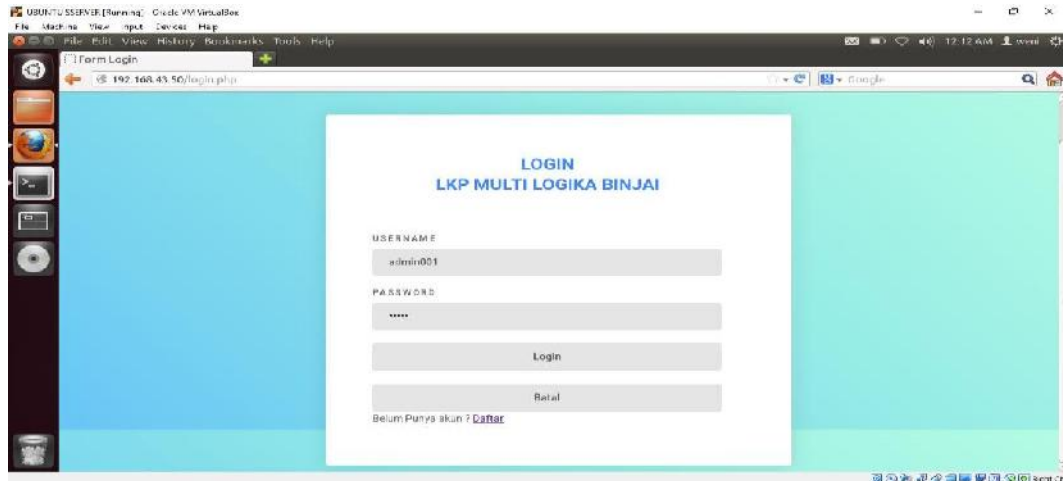 UBUNTU SSERVER [Running] - Oracle VM VirtualBox
File Machine View Input Devices Help
File Edit View History Bookmarks Tools Help
12:12 AM weni
Form Login
192.168.43.50/login.php
Google
LOGIN
LKP MULTI LOGIKA BINJAI
USERNAME
admin001
PASSWORD
•••••
Login
Batal
Belum Punya akun ? Daftar